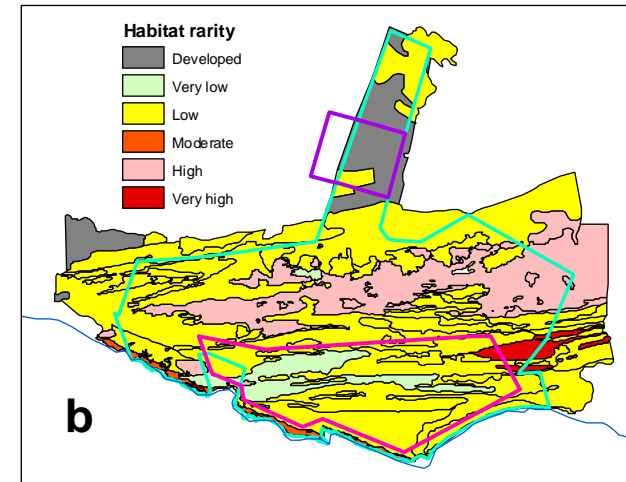 Habitat rarity
Developed
Very low
Low
Moderate
High
Very high
b